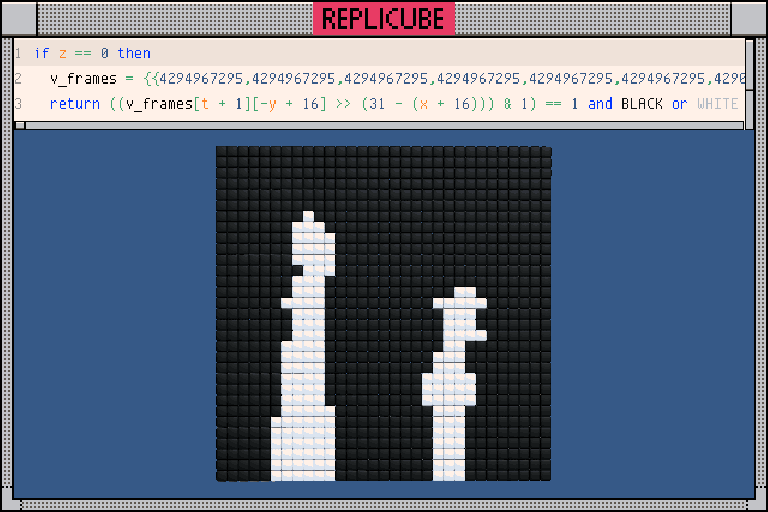 REPLICUBE
1 if z == 0 then
2 v_frames = {{4294967295,4294967295,4294967295,4294967295,4294967295,4294967295,4290
3 return ((v_frames[t + 1][-y + 16] >> (31 - (x + 16))) & 1) == 1 and BLACK or WHITE